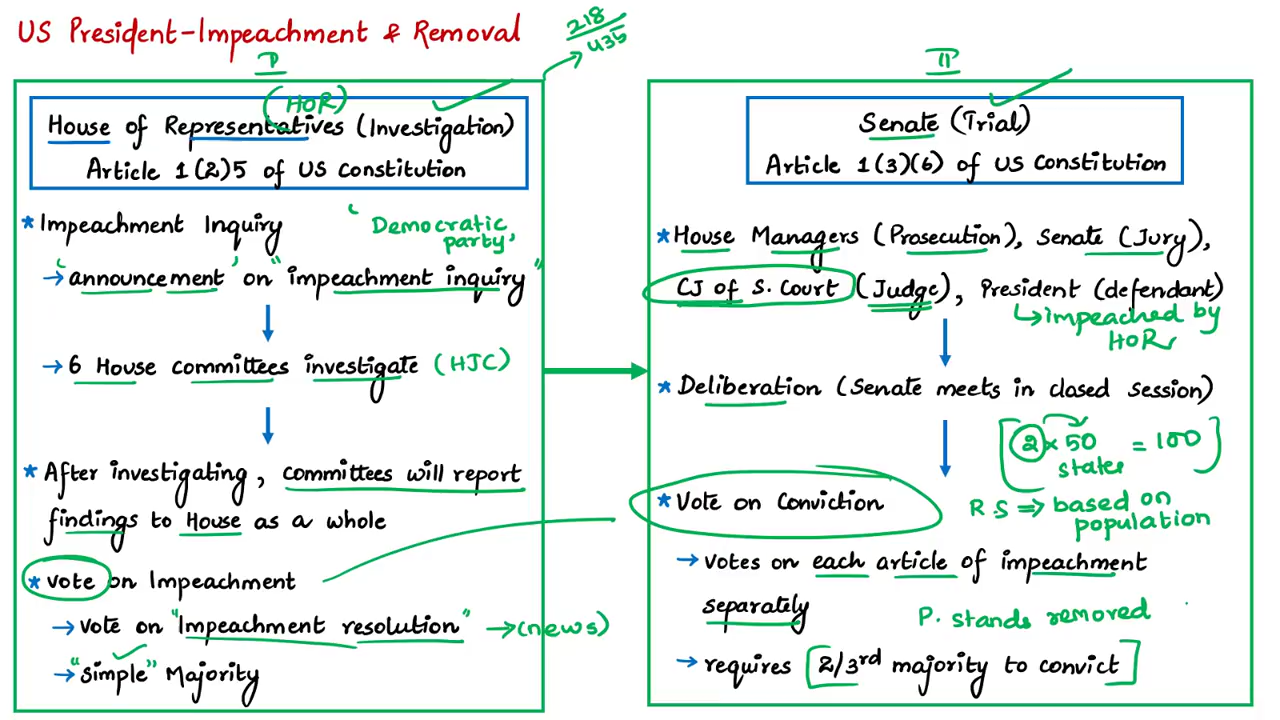 US President-Impeachment & Removal
218
435
I
(HOR)
House of Representatives (Investigation)
Article 1(2)5 of US constitution
* Impeachment Inquiry
'Democratic party'
→ 'announcement' on "impeachment inquiry"
→ 6 House committees investigate (HJC)
* After investigating, committees will report
findings to House as a whole
* Vote on Impeachment
→ Vote on "Impeachment resolution" →(news)
→ "Simple" Majority
II
Senate (Trial)
Article 1(3)(6) of US constitution
* House Managers (Prosecution), Senate (Jury),
CJ of S. Court (Judge), President (defendant)
↳ impeached by
HOR
* Deliberation (Senate meets in closed session)
[2 × 50 = 100]
states
* Vote on Conviction
R.S ⇒ based on
population
→ votes on each article of impeachment
separately
P. stands removed
→ requires [2/3rd majority to convict]